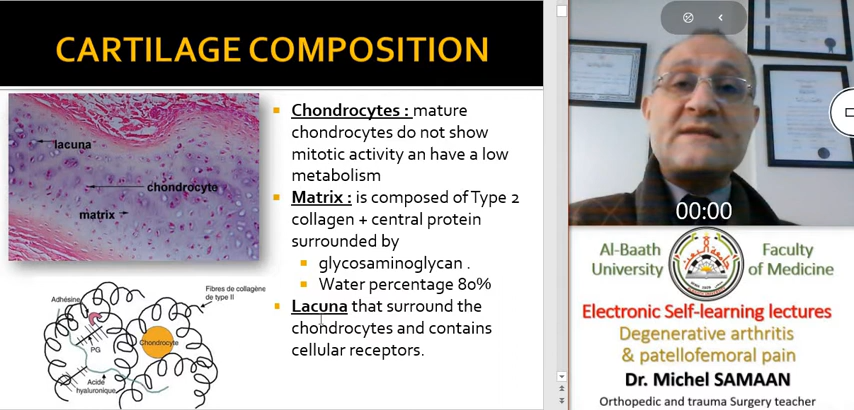 CARTILAGE COMPOSITION
lacuna
chondrocyte
matrix
Fibres de collagène
de type II
Adhésine
Chondrocyte
PG
Acide
hyaluronique
Chondrocytes : mature
chondrocytes do not show
mitotic activity an have a low
metabolism
Matrix : is composed of Type 2
collagen + central protein
surrounded by
glycosaminoglycan .
Water percentage 80%
Lacuna that surround the
chondrocytes and contains
cellular receptors.
00:00
Al-Baath Faculty
University of Medicine
Electronic Self-learning lectures
Degenerative arthritis
& patellofemoral pain
Dr. Michel SAMAAN
Orthopedic and trauma Surgery teacher